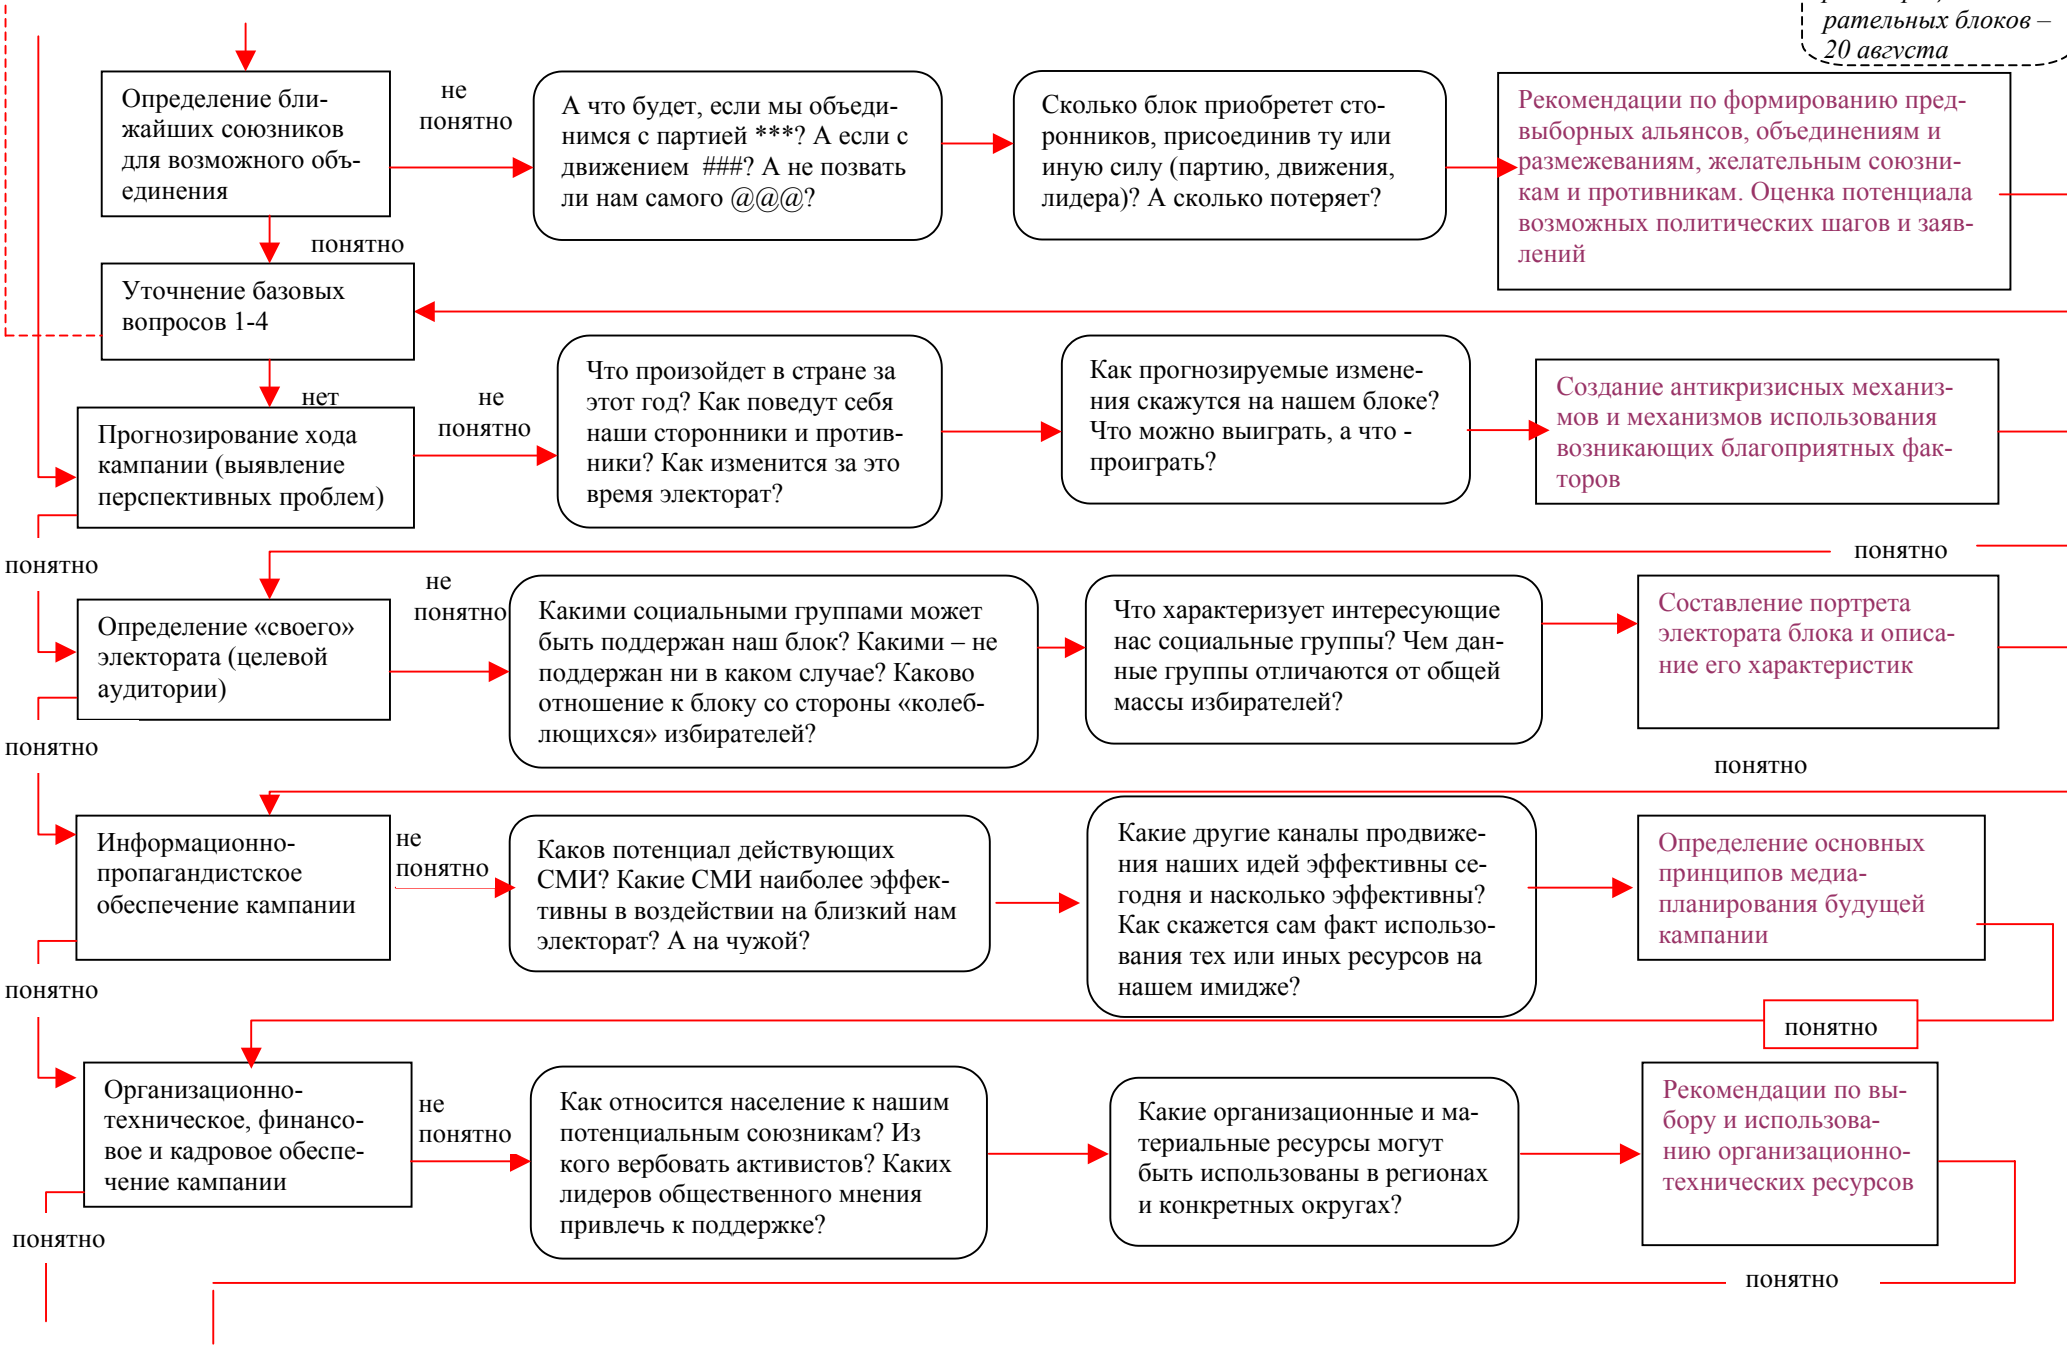 рательных блоков –
20 августа
Определение бли-
жайших союзников
для возможного объ-
единения
не
понятно
А что будет, если мы объеди-
нимся с партией ***? А если с
движением ###? А не позвать
ли нам самого @@@?
Сколько блок приобретет сто-
ронников, присоединив ту или
иную силу (партию, движения,
лидера)? А сколько потеряет?
Рекомендации по формированию пред-
выборных альянсов, объединениям и
размежеваниям, желательным союзни-
кам и противникам. Оценка потенциала
возможных политических шагов и заяв-
лений
понятно
Уточнение базовых
вопросов 1-4
нет
Прогнозирование хода
кампании (выявление
перспективных проблем)
не
понятно
Что произойдет в стране за
этот год? Как поведут себя
наши сторонники и против-
ники? Как изменится за это
время электорат?
Как прогнозируемые измене-
ния скажутся на нашем блоке?
Что можно выиграть, а что -
проиграть?
Создание антикризисных механиз-
мов и механизмов использования
возникающих благоприятных фак-
торов
понятно
понятно
Определение «своего»
электората (целевой
аудитории)
не
понятно
Какими социальными группами может
быть поддержан наш блок? Какими – не
поддержан ни в каком случае? Каково
отношение к блоку со стороны «колеб-
лющихся» избирателей?
Что характеризует интересующие
нас социальные группы? Чем дан-
ные группы отличаются от общей
массы избирателей?
Составление портрета
электората блока и описа-
ние его характеристик
понятно
понятно
Информационно-
пропагандистское
обеспечение кампании
не
понятно
Каков потенциал действующих
СМИ? Какие СМИ наиболее эффек-
тивны в воздействии на близкий нам
электорат? А на чужой?
Какие другие каналы продвиже-
ния наших идей эффективны се-
годня и насколько эффективны?
Как скажется сам факт использо-
вания тех или иных ресурсов на
нашем имидже?
Определение основных
принципов медиа-
планирования будущей
кампании
понятно
понятно
Организационно-
техническое, финансо-
вое и кадровое обеспе-
чение кампании
не
понятно
Как относится население к нашим
потенциальным союзникам? Из
кого вербовать активистов? Каких
лидеров общественного мнения
привлечь к поддержке?
Какие организационные и ма-
териальные ресурсы могут
быть использованы в регионах
и конкретных округах?
Рекомендации по вы-
бору и использова-
нию организационно-
технических ресурсов
понятно
понятно